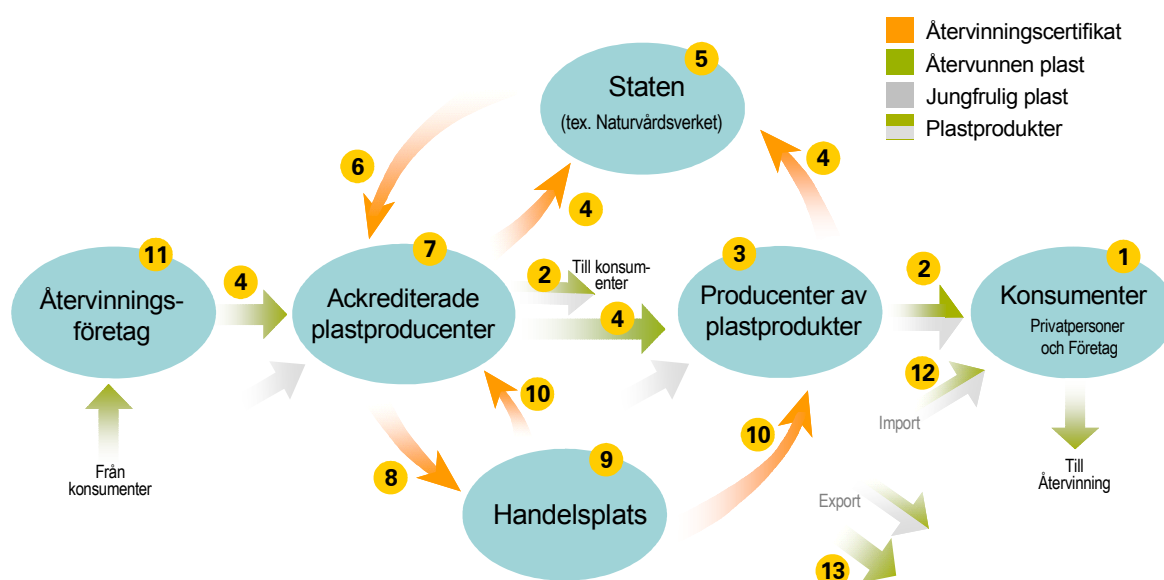 Återvinningscertifikat
Återvunnen plast
Jungfrulig plast
Plastprodukter
5
Staten
(tex. Naturvårdsverket)
6
4
4
11
Återvinnings-
företag
4
7
Ackrediterade
plastproducenter
2
Till konsum-
enter
4
3
Producenter av
plastprodukter
2
1
Konsumenter
Privatpersoner
och Företag
12
Import
10
10
8
9
Handelsplats
Från
konsumenter
Till
Återvinning
Export
13